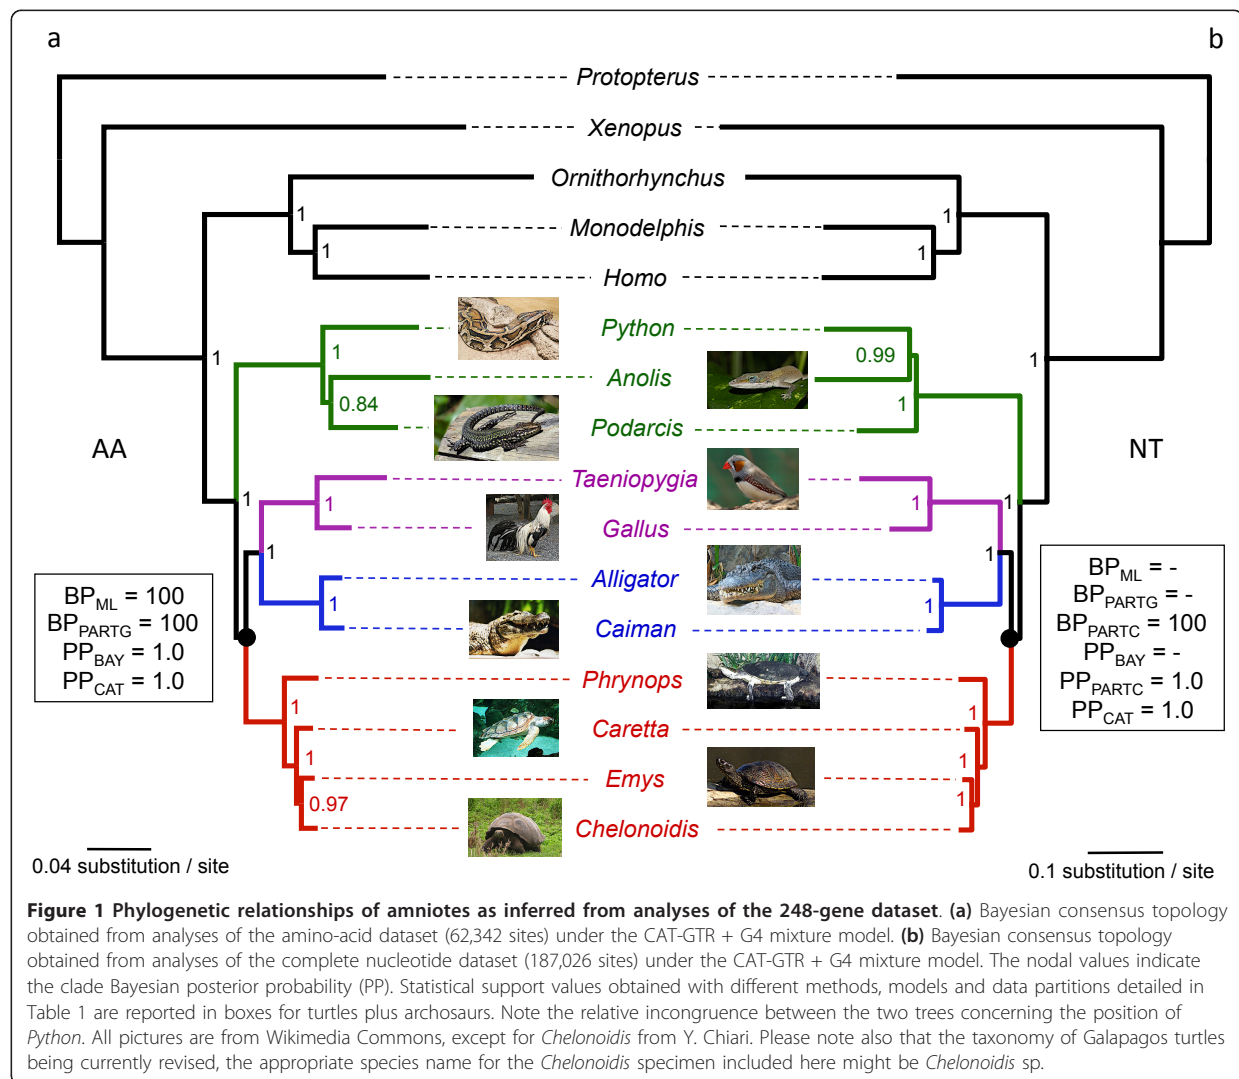 a
b
Protopterus
Xenopus
Ornithorhynchus
1
1
Monodelphis
1
1
Homo
Python
1
0.99
1
1
Anolis
0.84
1
Podarcis
AA
NT
Taeniopygia
1
1
1
1
Gallus
1
1
Alligator
1
1
Caiman
BP_ML = 100
BP_PARTG = 100
PP_BAY = 1.0
PP_CAT = 1.0
BP_ML = -
BP_PARTG = -
BP_PARTC = 100
PP_BAY = -
PP_PARTC = 1.0
PP_CAT = 1.0
Phrynops
1
1
Caretta
1
1
Emys
0.97
1
Chelonoidis
0.04 substitution / site
0.1 substitution / site
Figure 1 Phylogenetic relationships of amniotes as inferred from analyses of the 248-gene dataset. (a) Bayesian consensus topology
obtained from analyses of the amino-acid dataset (62,342 sites) under the CAT-GTR + G4 mixture model. (b) Bayesian consensus topology
obtained from analyses of the complete nucleotide dataset (187,026 sites) under the CAT-GTR + G4 mixture model. The nodal values indicate
the clade Bayesian posterior probability (PP). Statistical support values obtained with different methods, models and data partitions detailed in
Table 1 are reported in boxes for turtles plus archosaurs. Note the relative incongruence between the two trees concerning the position of
Python. All pictures are from Wikimedia Commons, except for Chelonoidis from Y. Chiari. Please note also that the taxonomy of Galapagos turtles
being currently revised, the appropriate species name for the Chelonoidis specimen included here might be Chelonoidis sp.